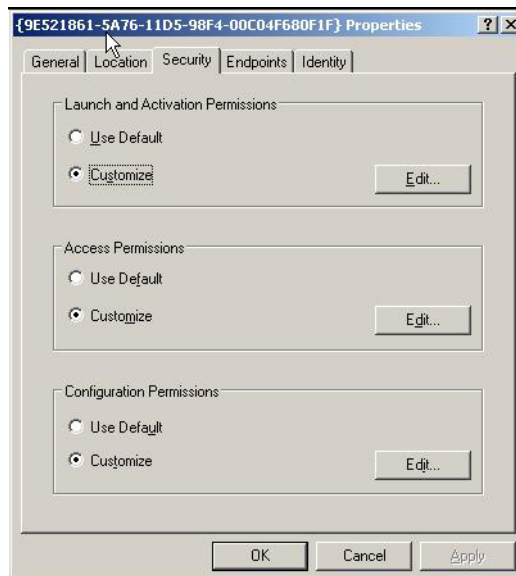 {9E521861-5A76-11D5-98F4-00C04F680F1F} Properties
General Location Security Endpoints Identity
Launch and Activation Permissions
Use Default
Customize
Edit...
Access Permissions
Use Default
Customize
Edit...
Configuration Permissions
Use Default
Customize
Edit...
OK Cancel Apply